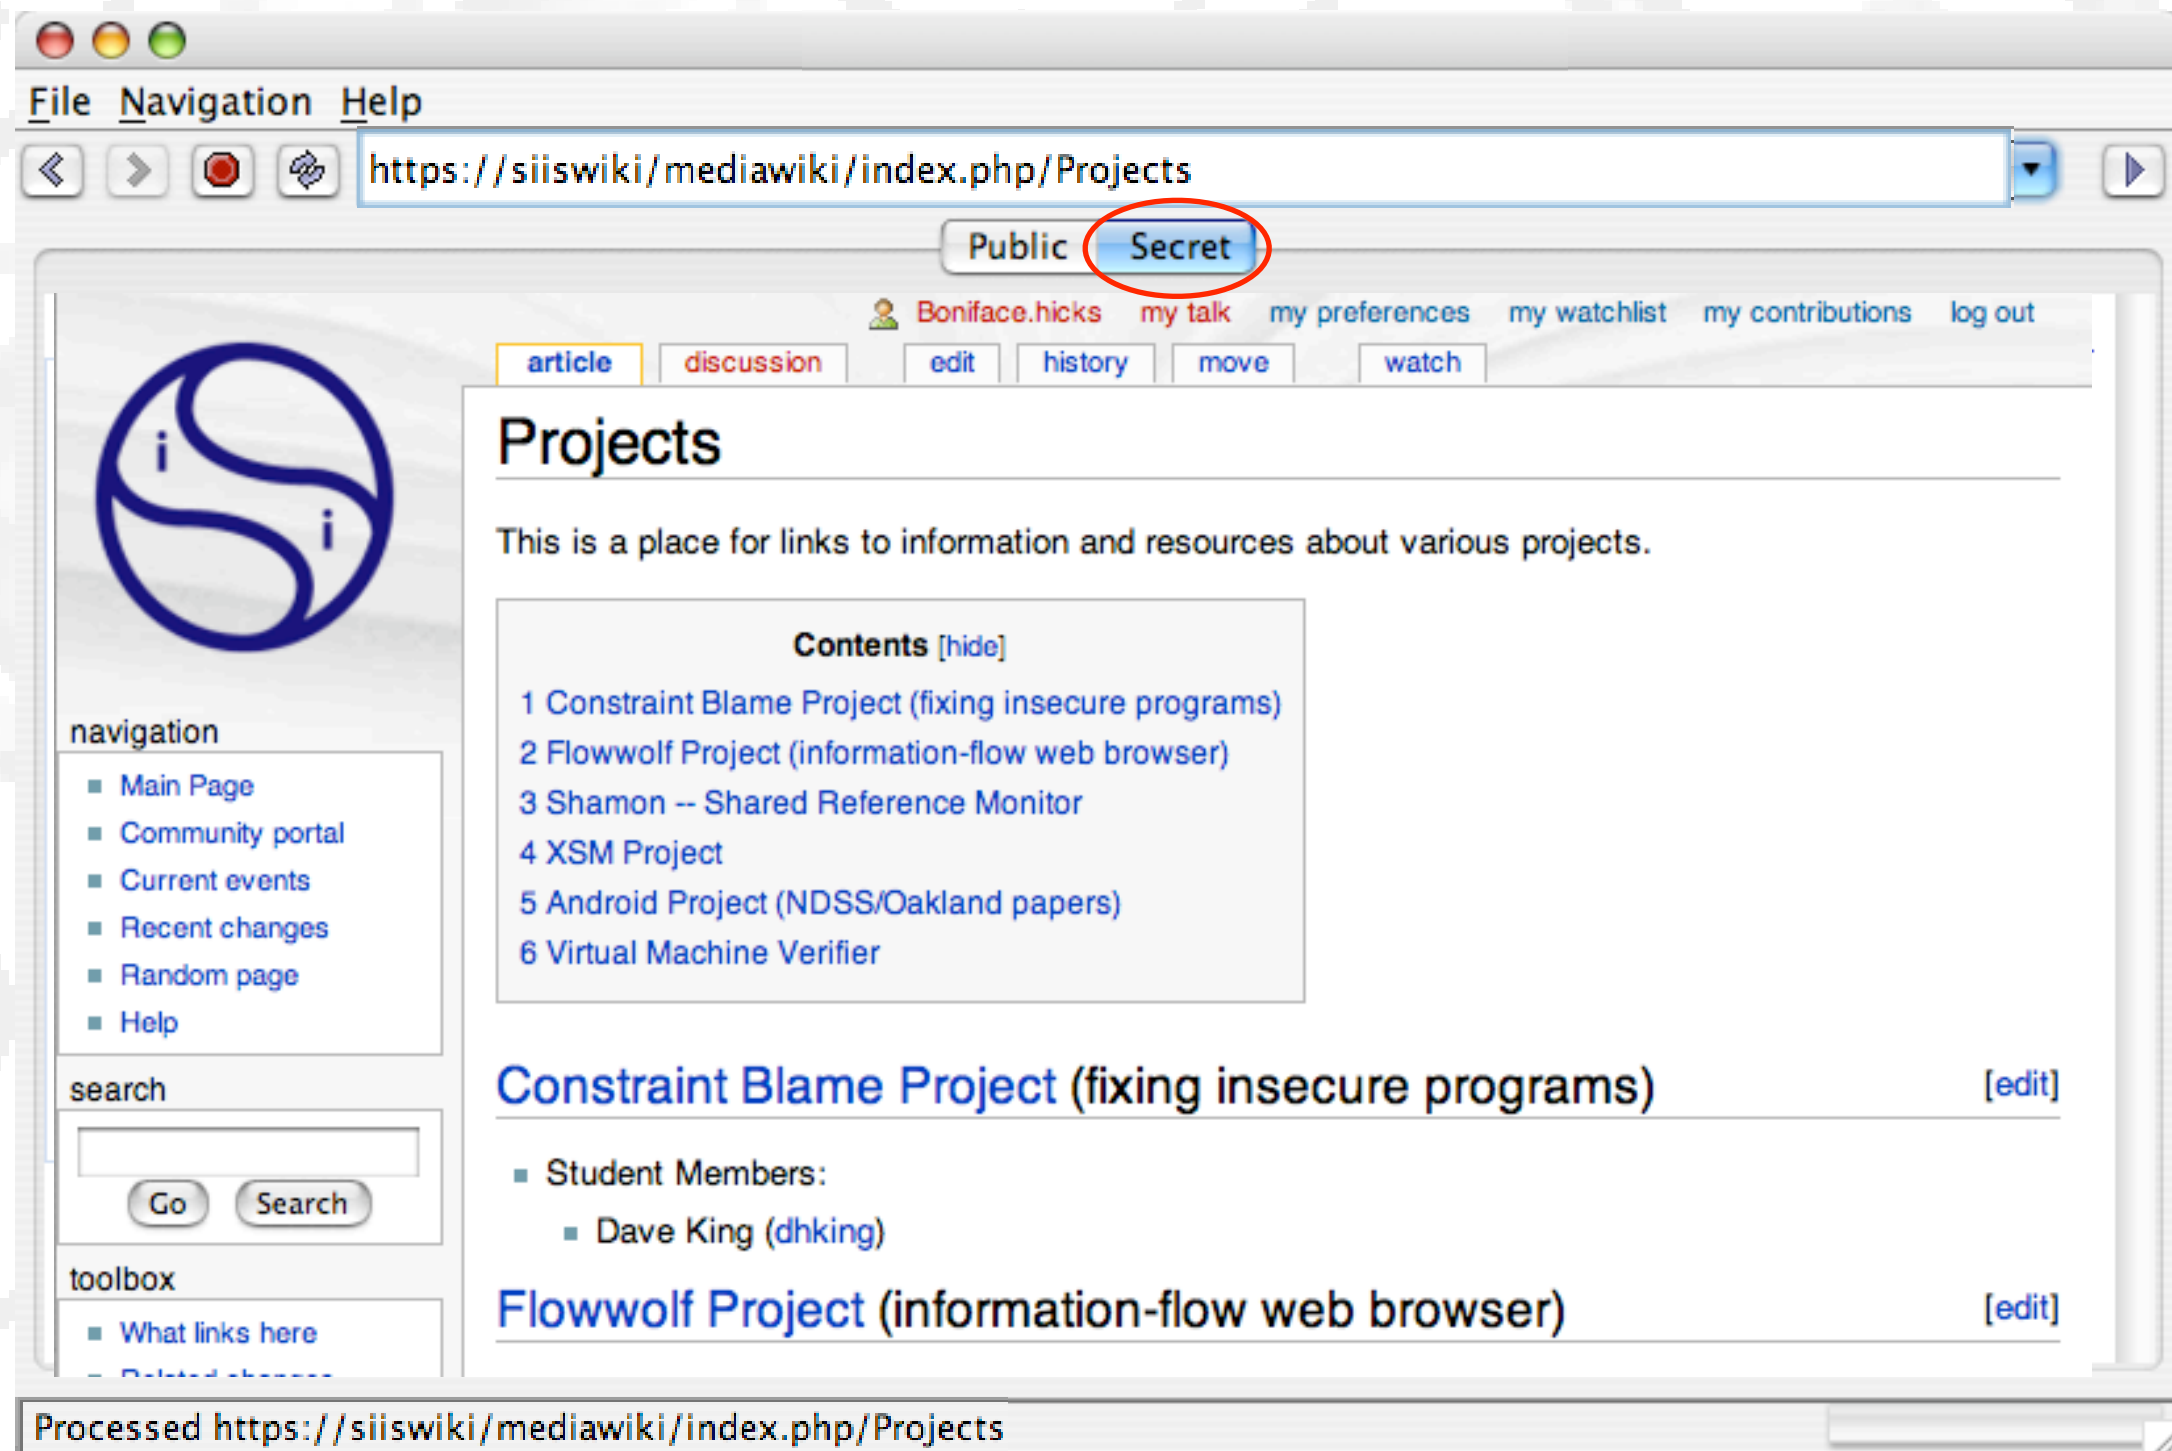 File Navigation Help
https://siiswiki/mediawiki/index.php/Projects
Public Secret
Boniface.hicks my talk my preferences my watchlist my contributions log out
article discussion edit history move watch
i
i
Projects
This is a place for links to information and resources about various projects.
Contents [hide]
1 Constraint Blame Project (fixing insecure programs)
2 Flowwolf Project (information-flow web browser)
3 Shamon -- Shared Reference Monitor
4 XSM Project
5 Android Project (NDSS/Oakland papers)
6 Virtual Machine Verifier
navigation
Main Page
Community portal
Current events
Recent changes
Random page
Help
search
Go Search
toolbox
What links here
Constraint Blame Project (fixing insecure programs) [edit]
Student Members:
Dave King (dhking)
Flowwolf Project (information-flow web browser) [edit]
Processed https://siiswiki/mediawiki/index.php/Projects